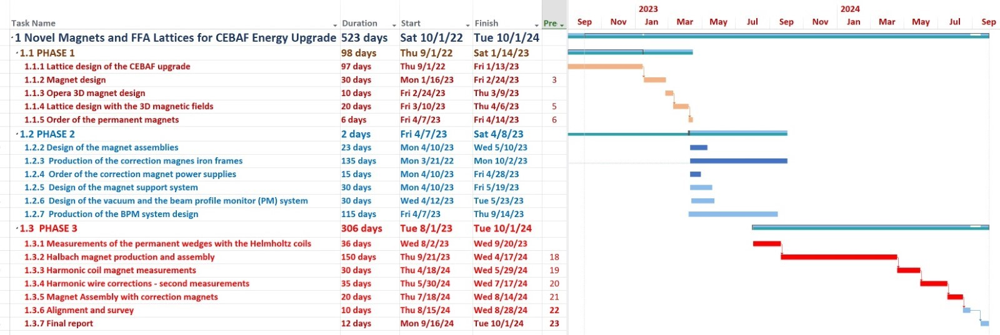 2023 2024
Task Name Duration Start Finish Pre Sep Nov Jan Mar May Jul Sep Nov Jan Mar May Jul Sep
1 Novel Magnets and FFA Lattices for CEBAF Energy Upgrade 523 days Sat 10/1/22 Tue 10/1/24
1.1 PHASE 1 98 days Thu 9/1/22 Sat 1/14/23
1.1.1 Lattice design of the CEBAF upgrade 97 days Thu 9/1/22 Fri 1/13/23
1.1.2 Magnet design 30 days Mon 1/16/23 Fri 2/24/23 3
1.1.3 Opera 3D magnet design 10 days Fri 2/24/23 Thu 3/9/23
1.1.4 Lattice design with the 3D magnetic fields 20 days Fri 3/10/23 Thu 4/6/23 5
1.1.5 Order of the permanent magnets 6 days Fri 4/7/23 Fri 4/14/23 6
1.2 PHASE 2 2 days Fri 4/7/23 Sat 4/8/23
1.2.2 Design of the magnet assemblies 23 days Mon 4/10/23 Wed 5/10/23
1.2.3 Production of the correction magnes iron frames 135 days Mon 3/21/22 Mon 10/2/23
1.2.4 Order of the correction magnet power supplies 15 days Mon 4/10/23 Fri 4/28/23
1.2.5 Design of the magnet support system 30 days Mon 4/10/23 Fri 5/19/23
1.2.6 Design of the vacuum and the beam profile monitor (PM) system 30 days Wed 4/12/23 Tue 5/23/23
1.2.7 Production of the BPM system design 115 days Fri 4/7/23 Thu 9/14/23
1.3 PHASE 3 306 days Tue 8/1/23 Tue 10/1/24
1.3.1 Measurements of the permanent wedges with the Helmholtz coils 36 days Wed 8/2/23 Wed 9/20/23
1.3.2 Halbach magnet production and assembly 150 days Thu 9/21/23 Wed 4/17/24 18
1.3.3 Harmonic coil magnet measurements 30 days Thu 4/18/24 Wed 5/29/24 19
1.3.4 Harmonic wire corrections - second measurements 35 days Thu 5/30/24 Wed 7/17/24 20
1.3.5 Magnet Assembly with correction magnets 20 days Thu 7/18/24 Wed 8/14/24 21
1.3.6 Alignment and survey 10 days Thu 8/15/24 Wed 8/28/24 22
1.3.7 Final report 12 days Mon 9/16/24 Tue 10/1/24 23